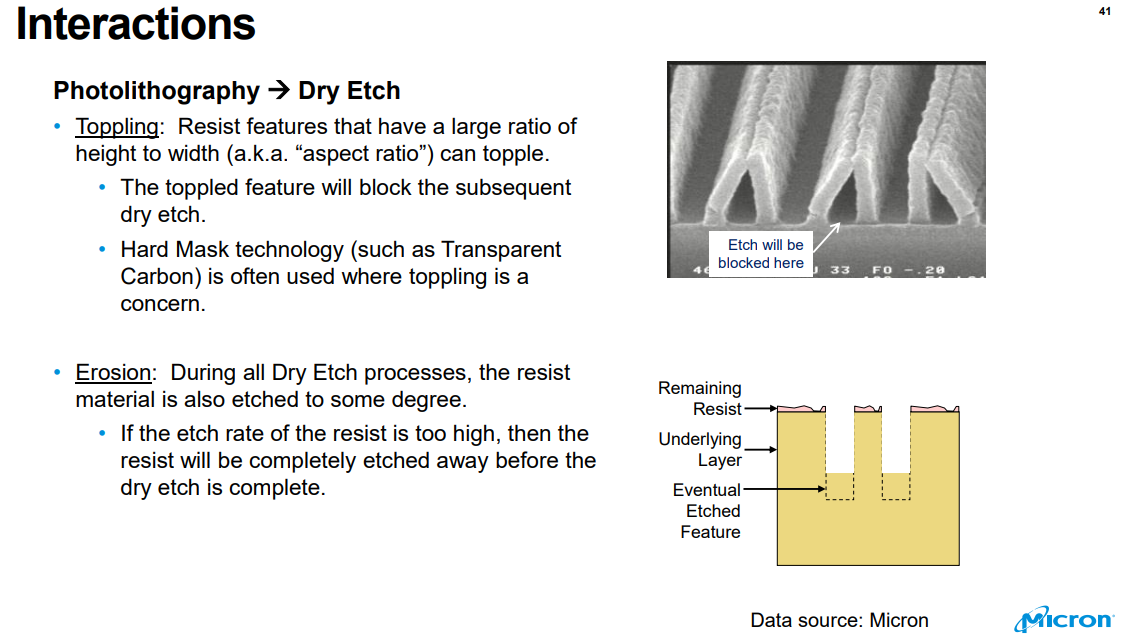 Interactions
41
Photolithography → Dry Etch
• Toppling: Resist features that have a large ratio of
height to width (a.k.a. “aspect ratio”) can topple.
• The toppled feature will block the subsequent
dry etch.
• Hard Mask technology (such as Transparent
Carbon) is often used where toppling is a
concern.
Etch will be
blocked here
33 FO -.20
• Erosion: During all Dry Etch processes, the resist
material is also etched to some degree.
• If the etch rate of the resist is too high, then the
resist will be completely etched away before the
dry etch is complete.
Remaining
Resist
Underlying
Layer
Eventual
Etched
Feature
Data source: Micron
Micron